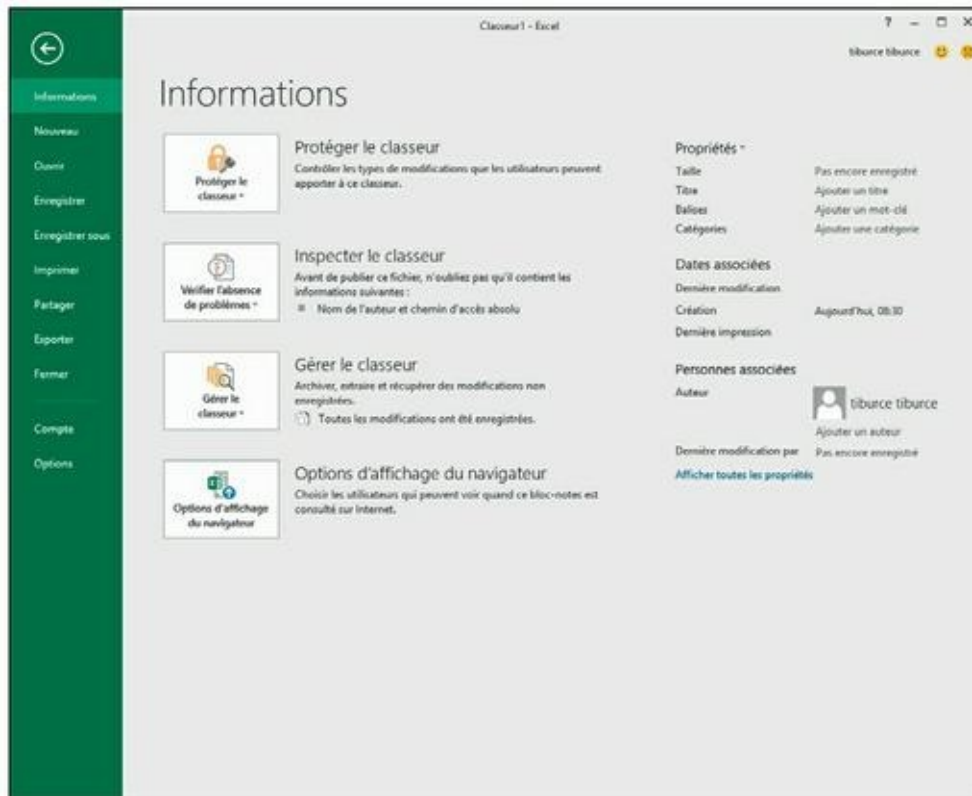 Classeur1 - Excel
? – □ ×
tiburce tiburce
Informations
Nouveau
Ouvrir
Enregistrer
Enregistrer sous
Imprimer
Partager
Exporter
Fermer
Compte
Options
Informations
Protéger le
classeur
Protéger le classeur
Contrôler les types de modifications que les utilisateurs peuvent
apporter à ce classeur.
Vérifier l'absence
de problèmes
Inspecter le classeur
Avant de publier ce fichier, n'oubliez pas qu'il contient les
informations suivantes :
Nom de l'auteur et chemin d'accès absolu
Gérer le
classeur
Gérer le classeur
Archiver, extraire et récupérer des modifications non
enregistrées.
Toutes les modifications ont été enregistrées.
Options d'affichage
du navigateur
Options d'affichage du navigateur
Choisir les utilisateurs qui peuvent voir quand ce bloc-notes est
consulté sur Internet.
Propriétés
Taille Pas encore enregistré
Titre Ajouter un titre
Balises Ajouter un mot-clé
Catégories Ajouter une catégorie
Dates associées
Dernière modification
Création Aujourd'hui, 08:30
Dernière impression
Personnes associées
Auteur tiburce tiburce
Ajouter un auteur
Dernière modification par Pas encore enregistré
Afficher toutes les propriétés